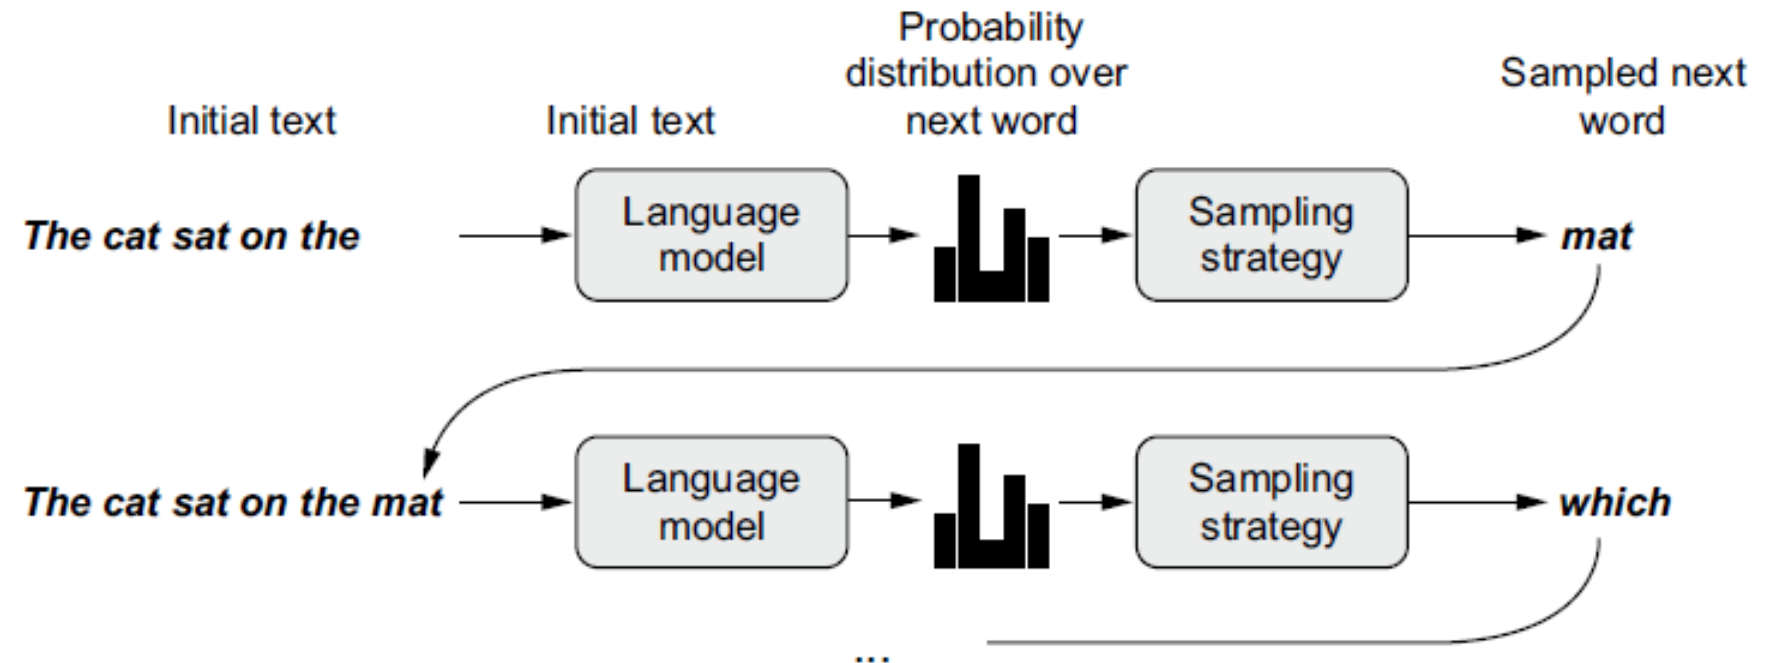 Initial text
Initial text
Probability
distribution over
next word
Sampled next
word
The cat sat on the
Language
model
Sampling
strategy
mat
The cat sat on the mat
Language
model
Sampling
strategy
which
...